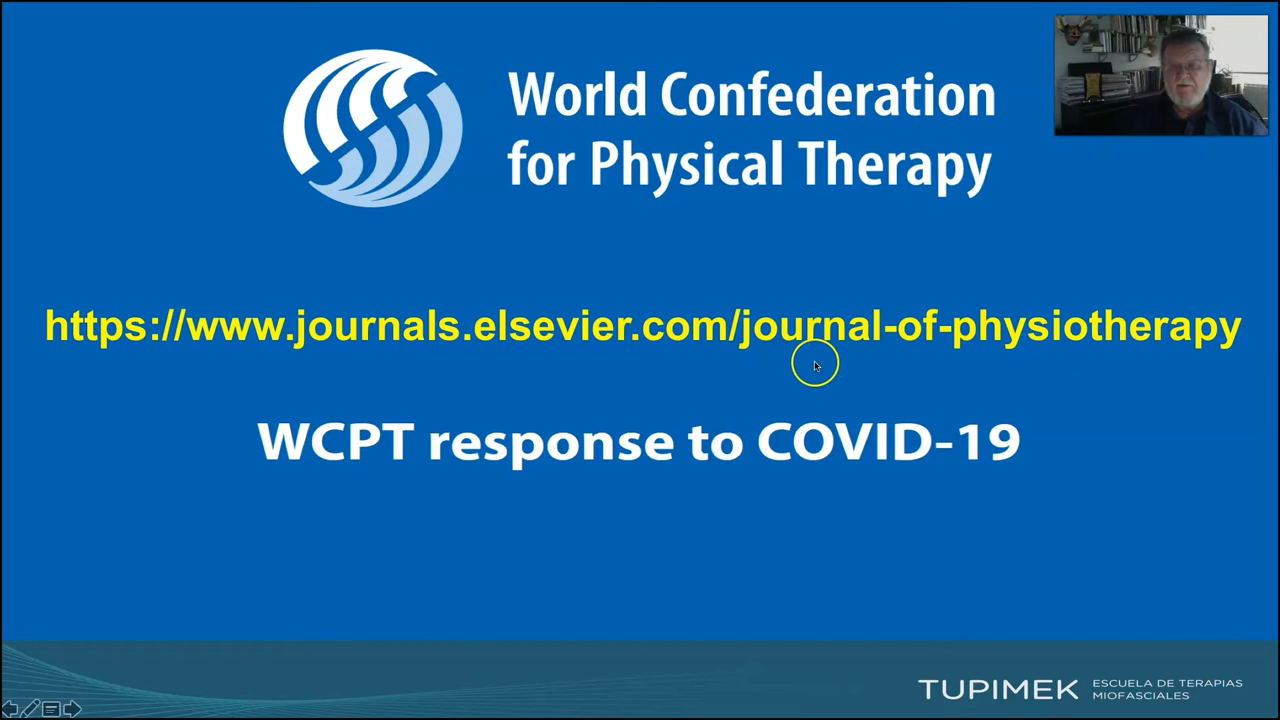 World Confederation
for Physical Therapy
https://www.journals.elsevier.com/journal-of-physiotherapy
WCPT response to COVID-19
TUPIMEK
ESCUELA DE TERAPIAS
MIOFASCIALES